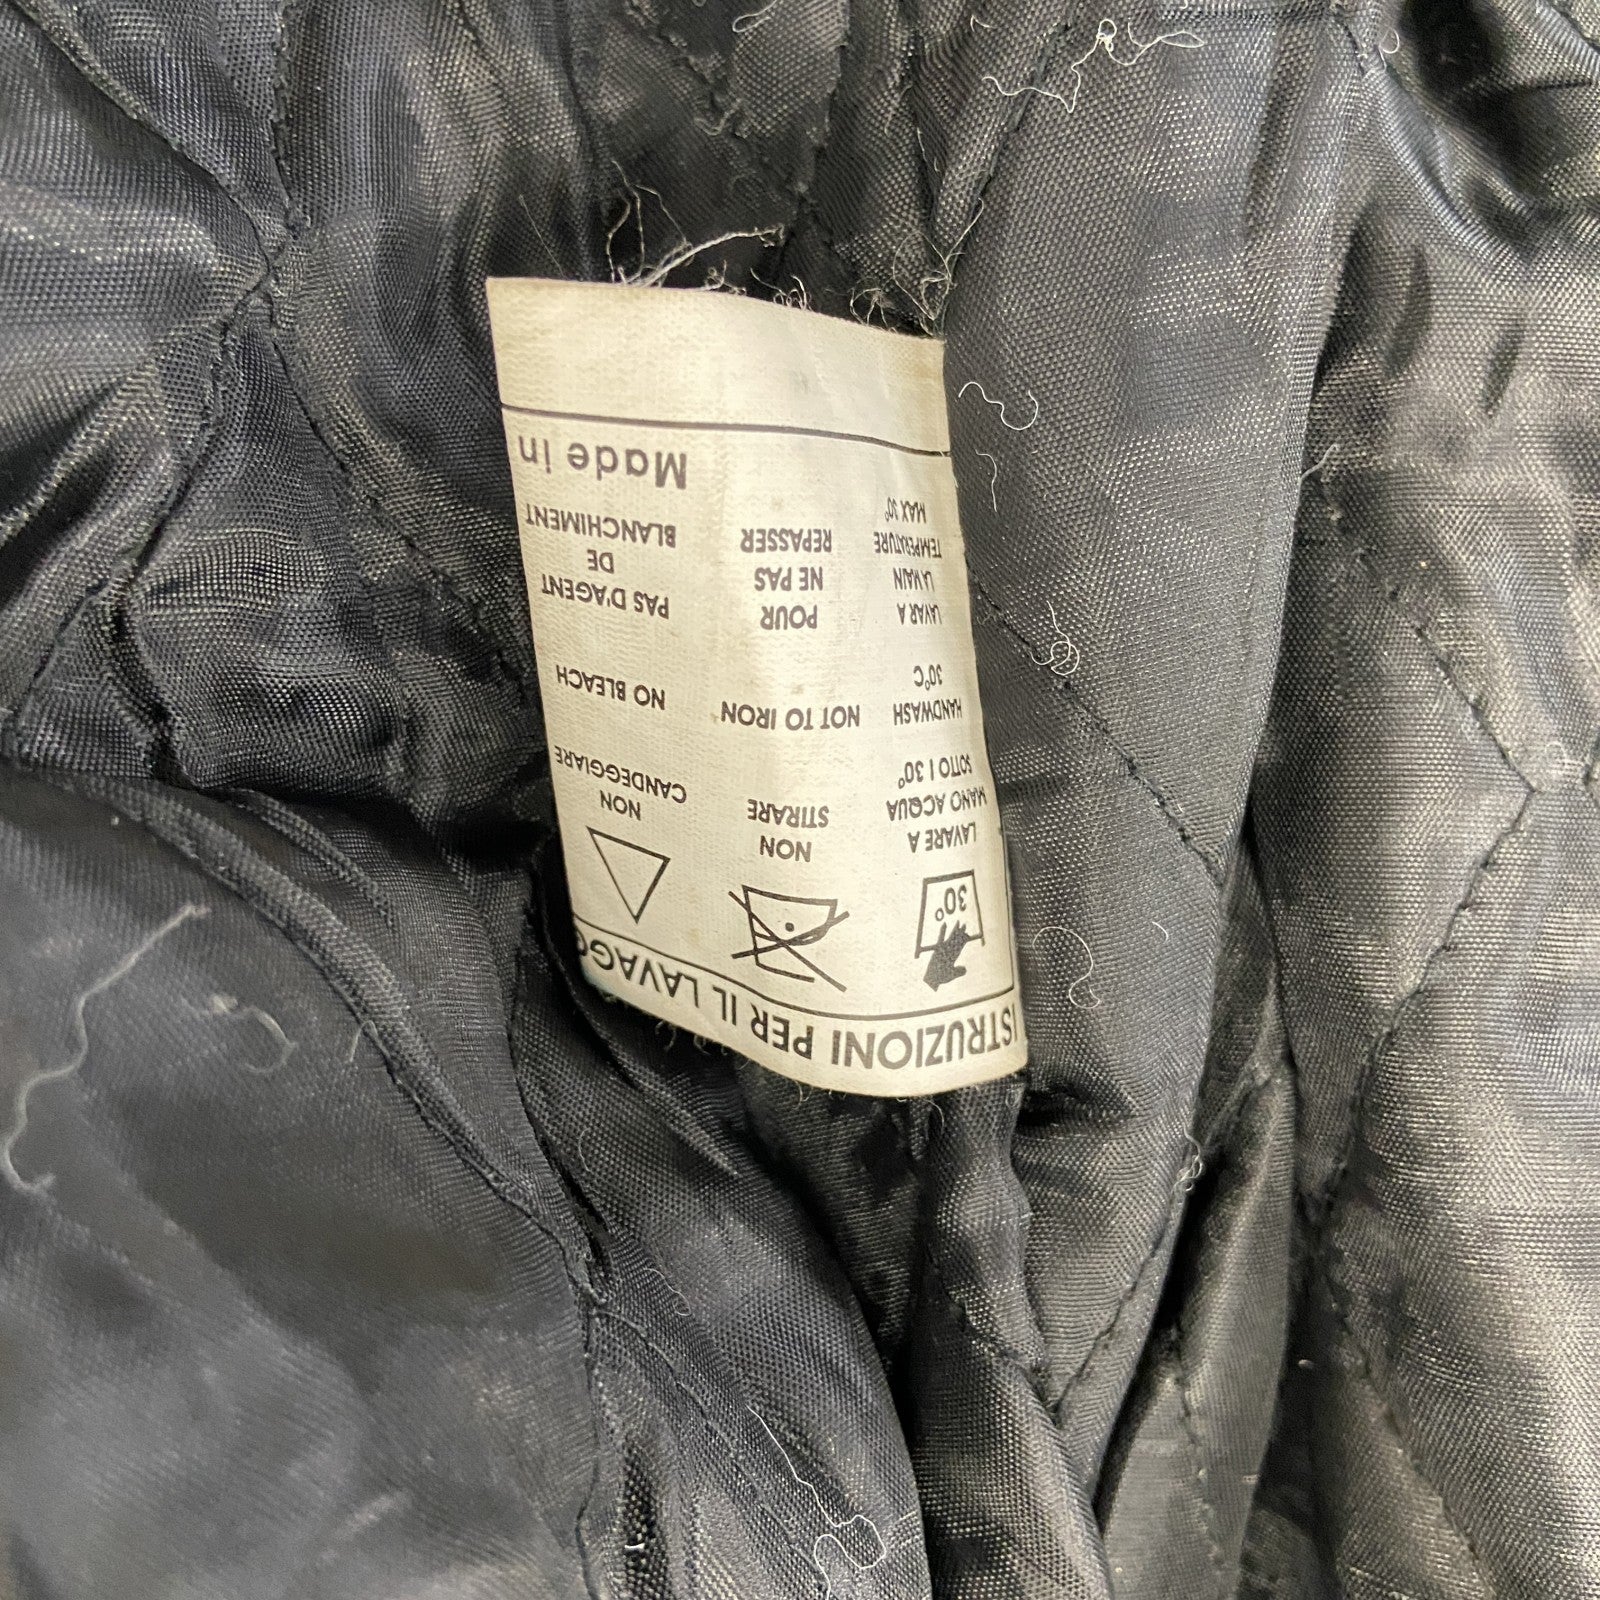 ISTRUZIONI PER IL LAVAGG
30°
LAVARE A
MANO ACQUA
SOTTO I 30°
HANDWASH
30°C
LAVAR A
LA MAIN
TEMPERATURE
MAX 30°
NON
STIRARE
NOT TO IRON
POUR
NE PAS
REPASSER
NON
CANDEGGIARE
NO BLEACH
PAS D'AGENT
DE
BLANCHIMENT
Made in